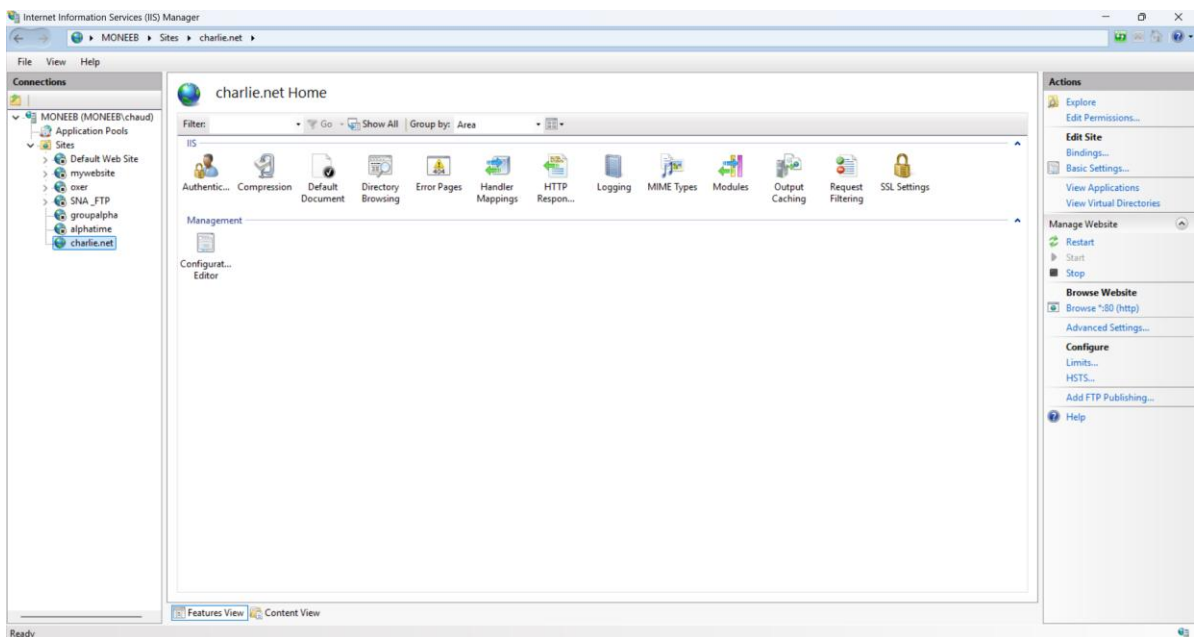 Internet Information Services (IIS) Manager
MONEEB Sites charlie.net
File View Help
Connections
MONEEB (MONEEB\chaud)
Application Pools
Sites
Default Web Site
mywebsite
oxer
SNA _FTP
groupalpha
alphatime
charlie.net
charlie.net Home
Filter: Go Show All Group by: Area
IIS
Authentic... Compression Default Document Directory Browsing Error Pages Handler Mappings HTTP Respon... Logging MIME Types Modules Output Caching Request Filtering SSL Settings
Management
Configurat...
Editor
Features View Content View
Actions
Explore
Edit Permissions...
Edit Site
Bindings...
Basic Settings...
View Applications
View Virtual Directories
Manage Website
Restart
Start
Stop
Browse Website
Browse *:80 (http)
Advanced Settings...
Configure
Limits...
HSTS...
Add FTP Publishing...
Help
Ready